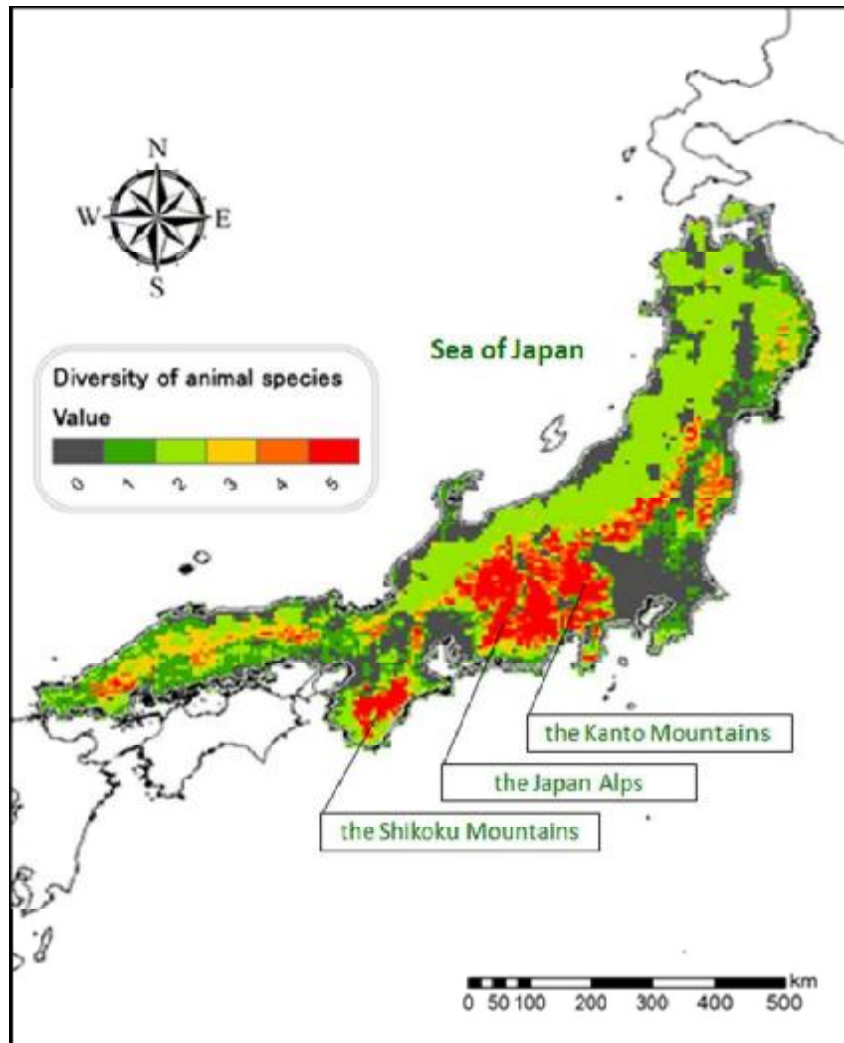 N
W E
S
Sea of Japan
Diversity of animal species
Value
0 1 2 3 4 5
the Kanto Mountains
the Japan Alps
the Shikoku Mountains
km
0 50 100 200 300 400 500